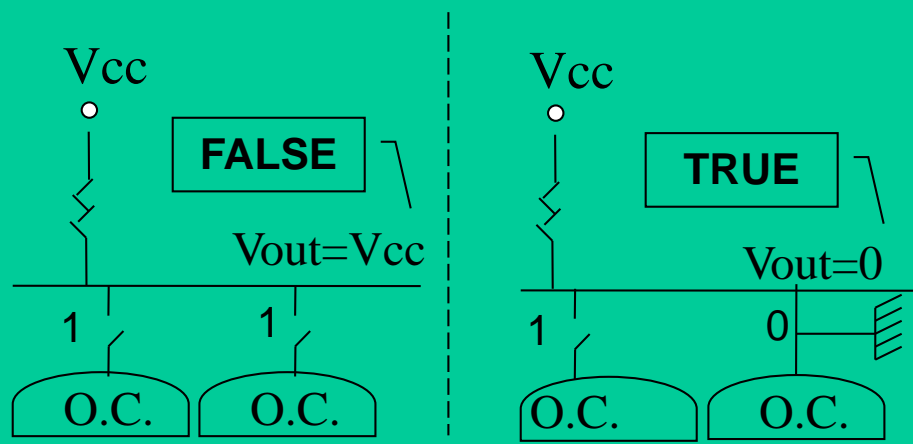 Vcc
FALSE
Vout=Vcc
1 1
O.C. O.C.
Vcc
TRUE
Vout=0
1 0
O.C. O.C.